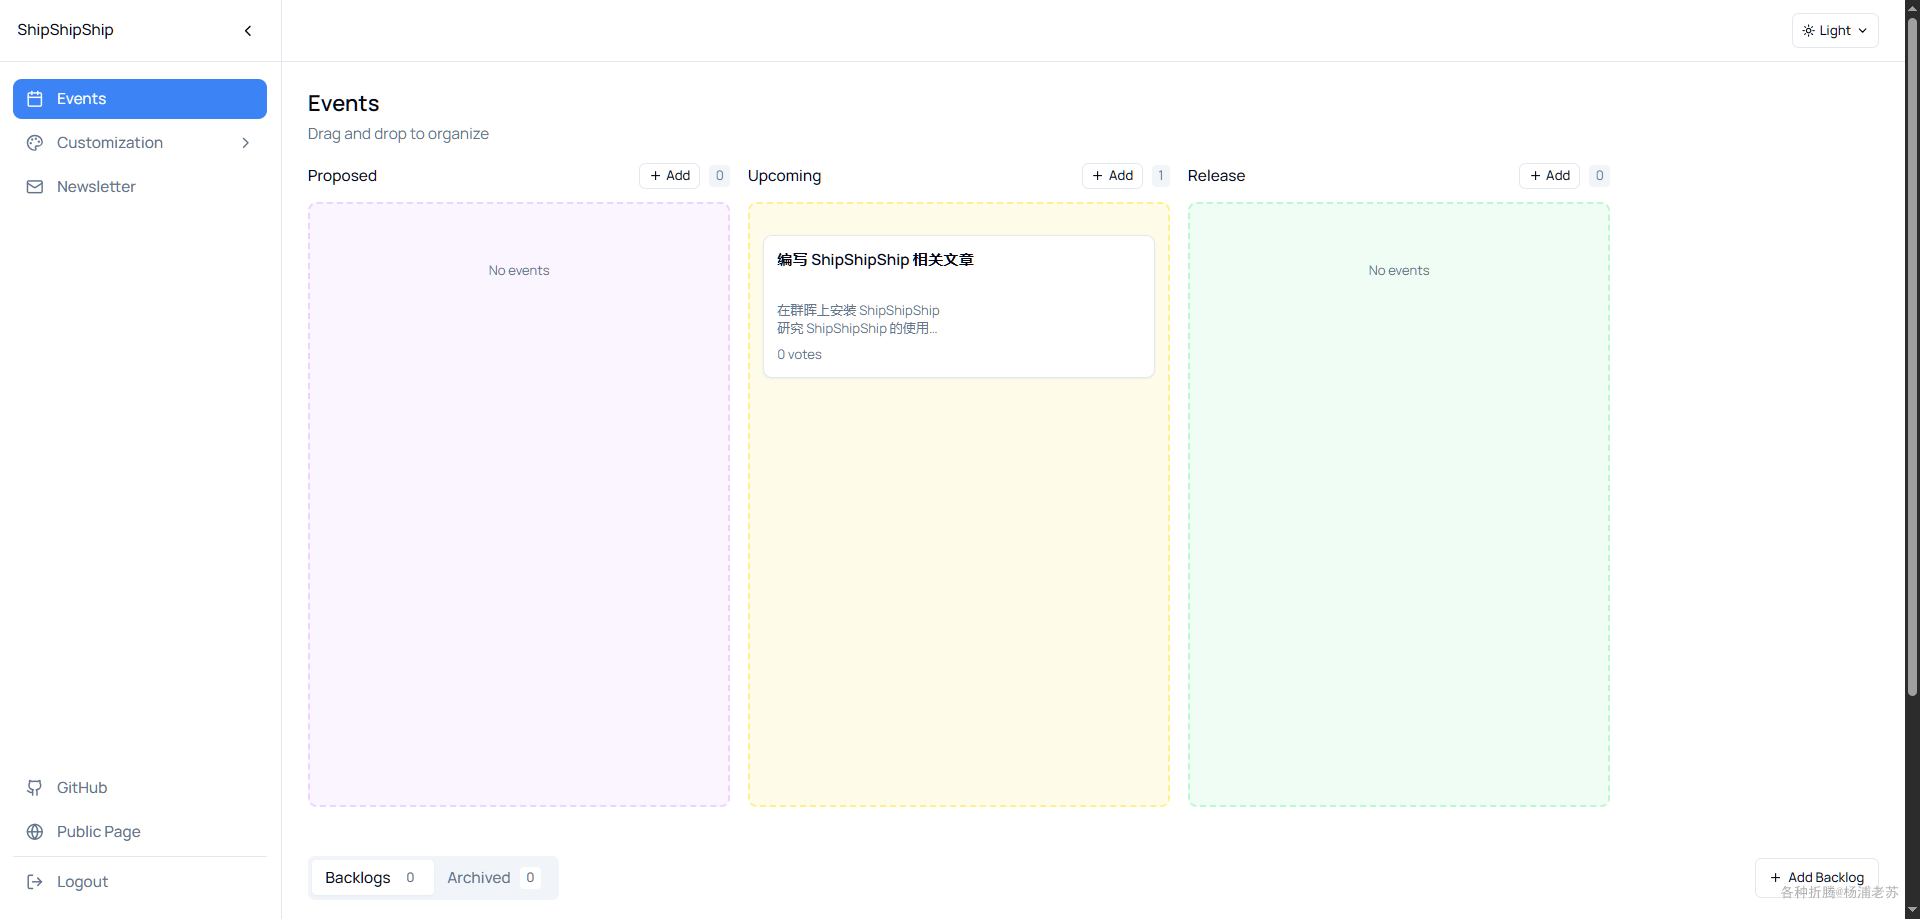 ShipShipShip
Light
Events
Customization
Newsletter
Events
Drag and drop to organize
Proposed
Add
0
Upcoming
Add
1
Release
Add
0
No events
编写 ShipShipShip 相关文章
在群晖上安装 ShipShipShip
研究 ShipShipShip 的使用...
0 votes
No events
GitHub
Public Page
Logout
Backlogs 0
Archived 0
Add Backlog
各种折腾@杨浦老苏